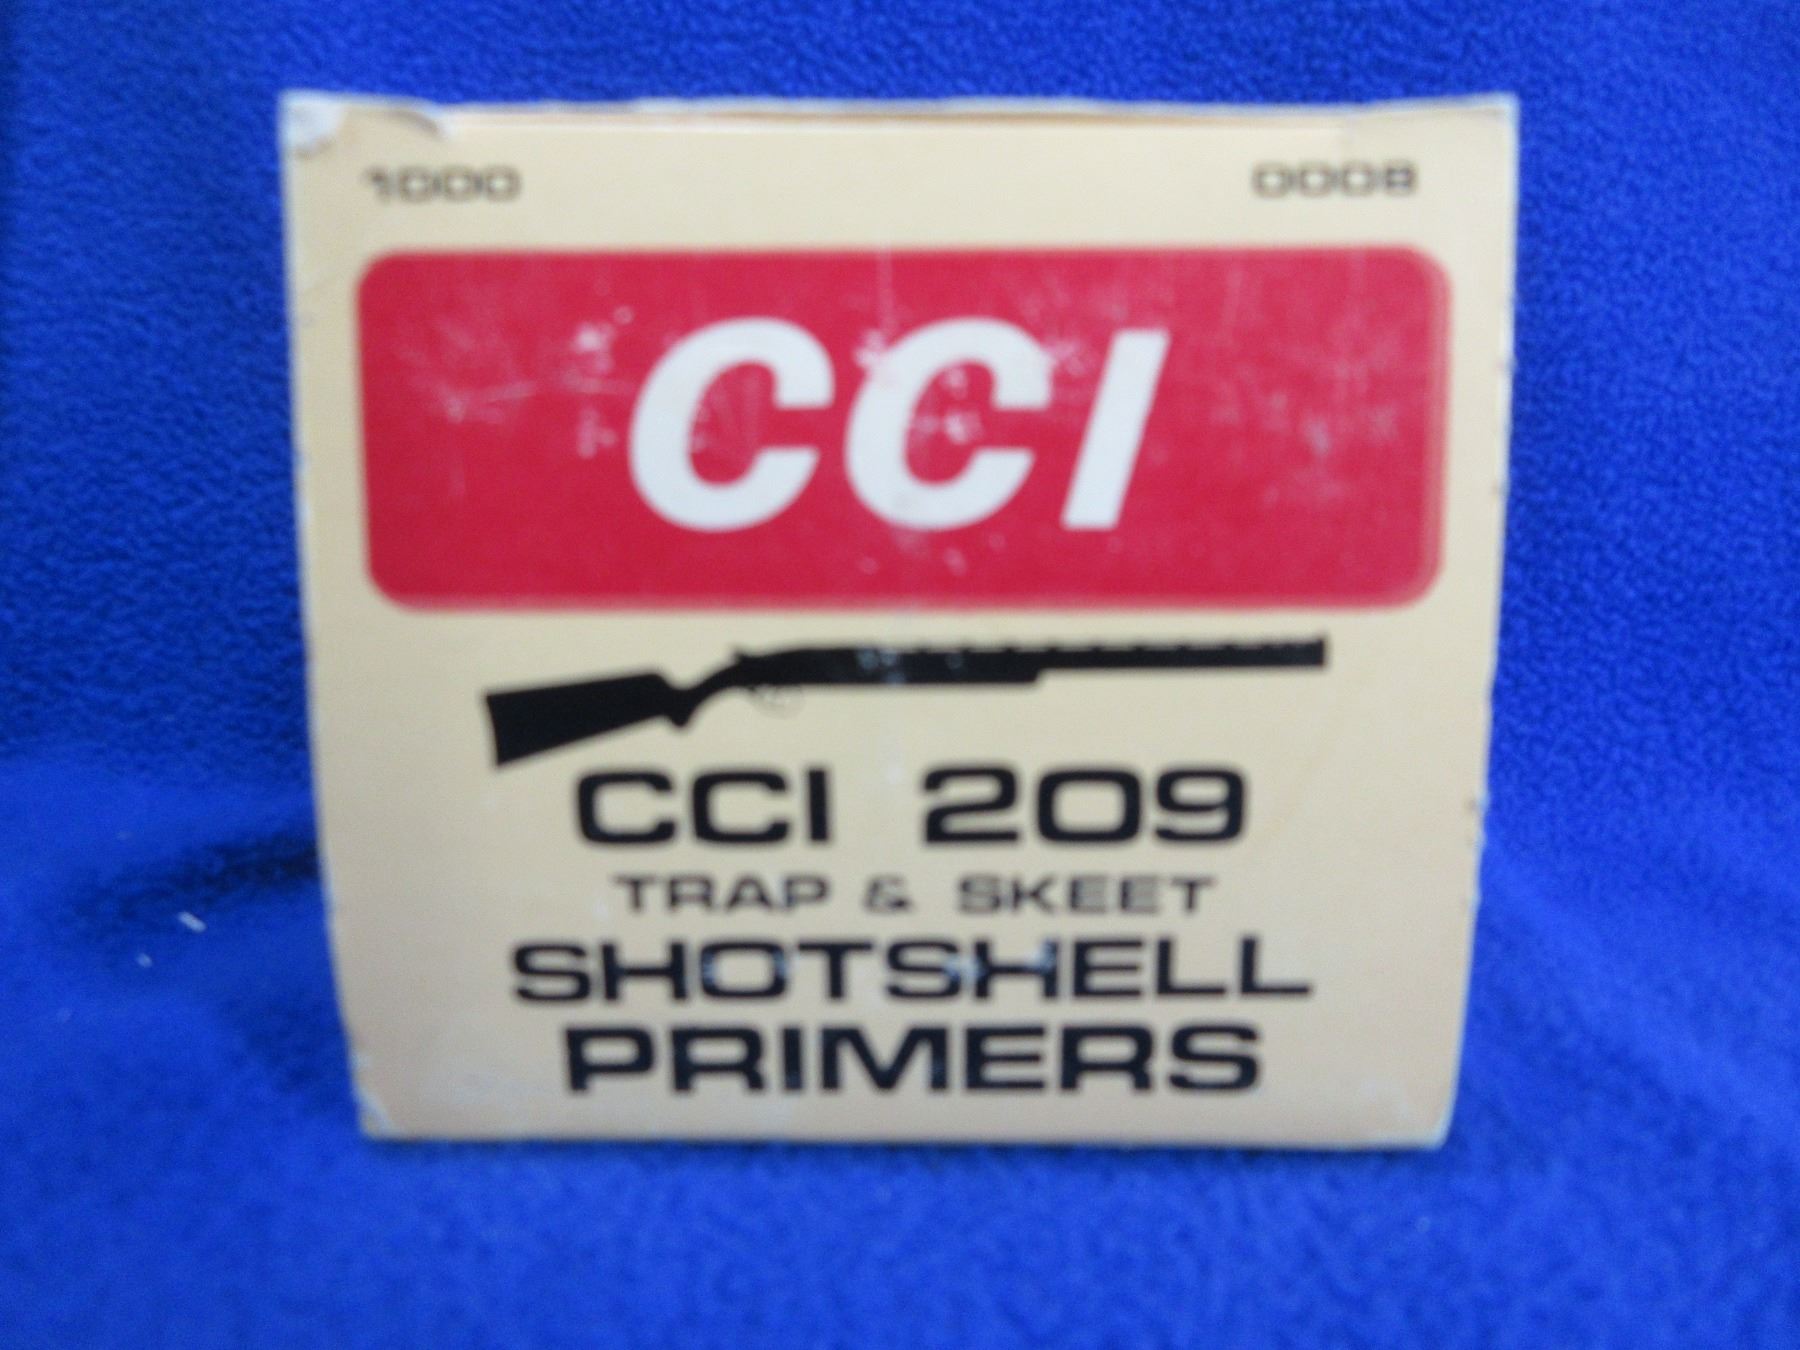 1000 0008
CCI
CCI 209
TRAP & SKEET
SHOTSHELL
PRIMERS